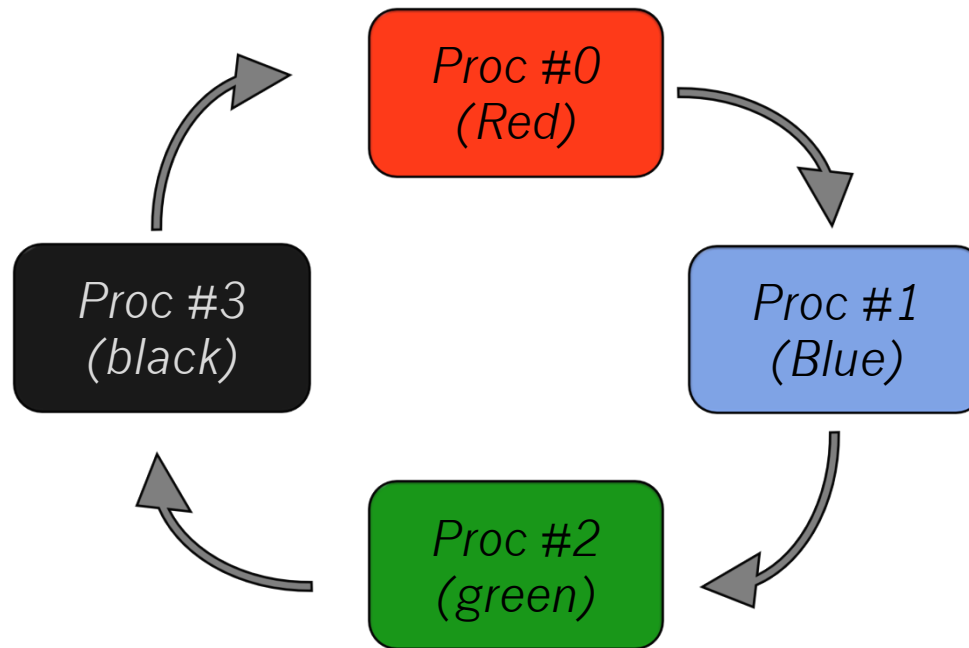 Proc #0
(Red)
Proc #3
(black)
Proc #1
(Blue)
Proc #2
(green)